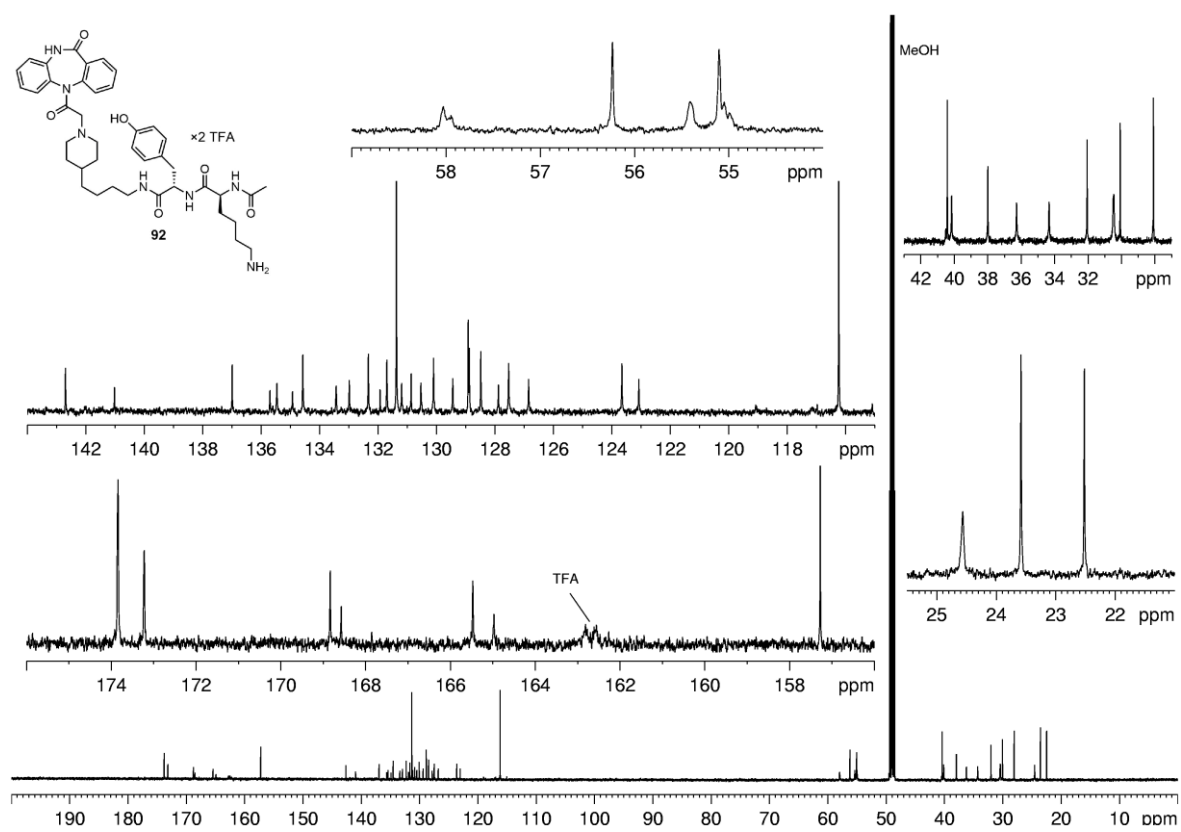 O
NH
N
O
N
HO
×2 TFA
O
H
N
N
H
O
H
N
O
O
92
NH₂
58 57 56 55 ppm
MeOH
42 40 38 36 34 32 ppm
142 140 138 136 134 132 130 128 126 124 122 120 118 ppm
25 24 23 22 ppm
TFA
174 172 170 168 166 164 162 160 158 ppm
190 180 170 160 150 140 130 120 110 100 90 80 70 60 50 40 30 20 10 ppm 0